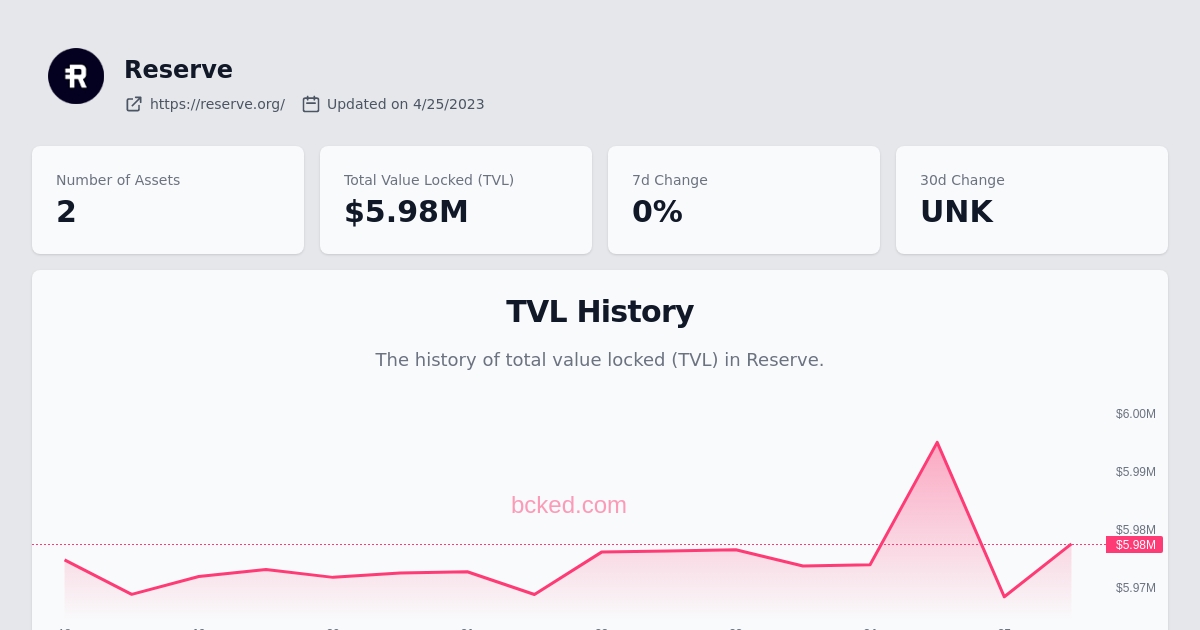 Reserve
https://reserve.org/ Updated on 4/25/2023
Number of Assets
2
Total Value Locked (TVL)
$5.98M
7d Change
0%
30d Change
UNK
TVL History
The history of total value locked (TVL) in Reserve.
$6.00M
$5.99M
bcked.com
$5.98M
$5.98M
$5.97M